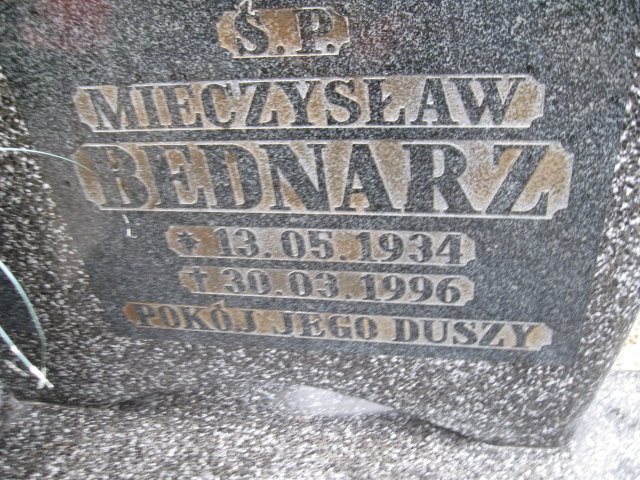 Ś.P.
MIECZYSŁAW
BEDNARZ
* 13.05.1934
† 30.03.1996
POKÓJ JEGO DUSZY